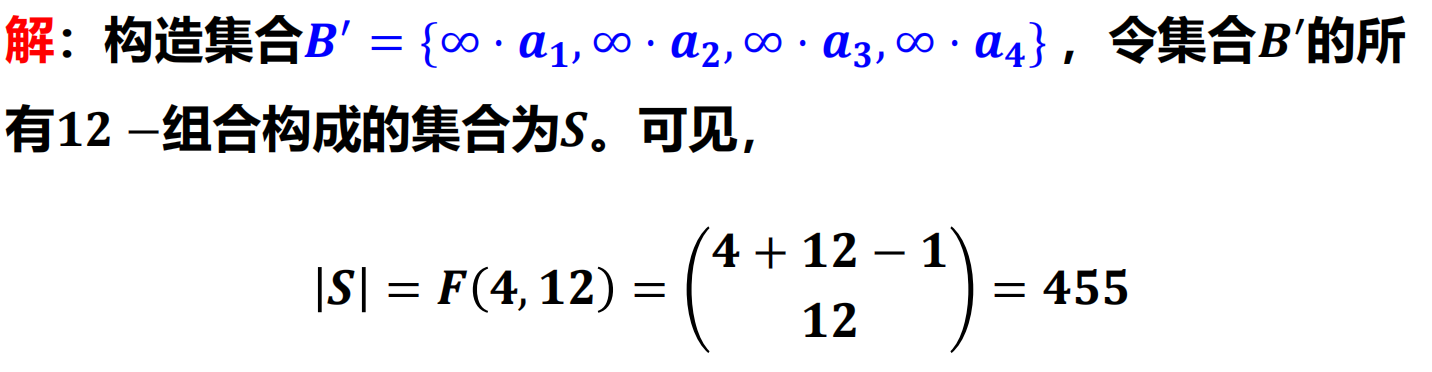 解：构造集合B′ = {∞ · a₁, ∞ · a₂, ∞ · a₃, ∞ · a₄}，令集合B′的所
有12 −组合构成的集合为S。可见，
|S| = F(4, 12) = (4 + 12 − 1
12) = 455